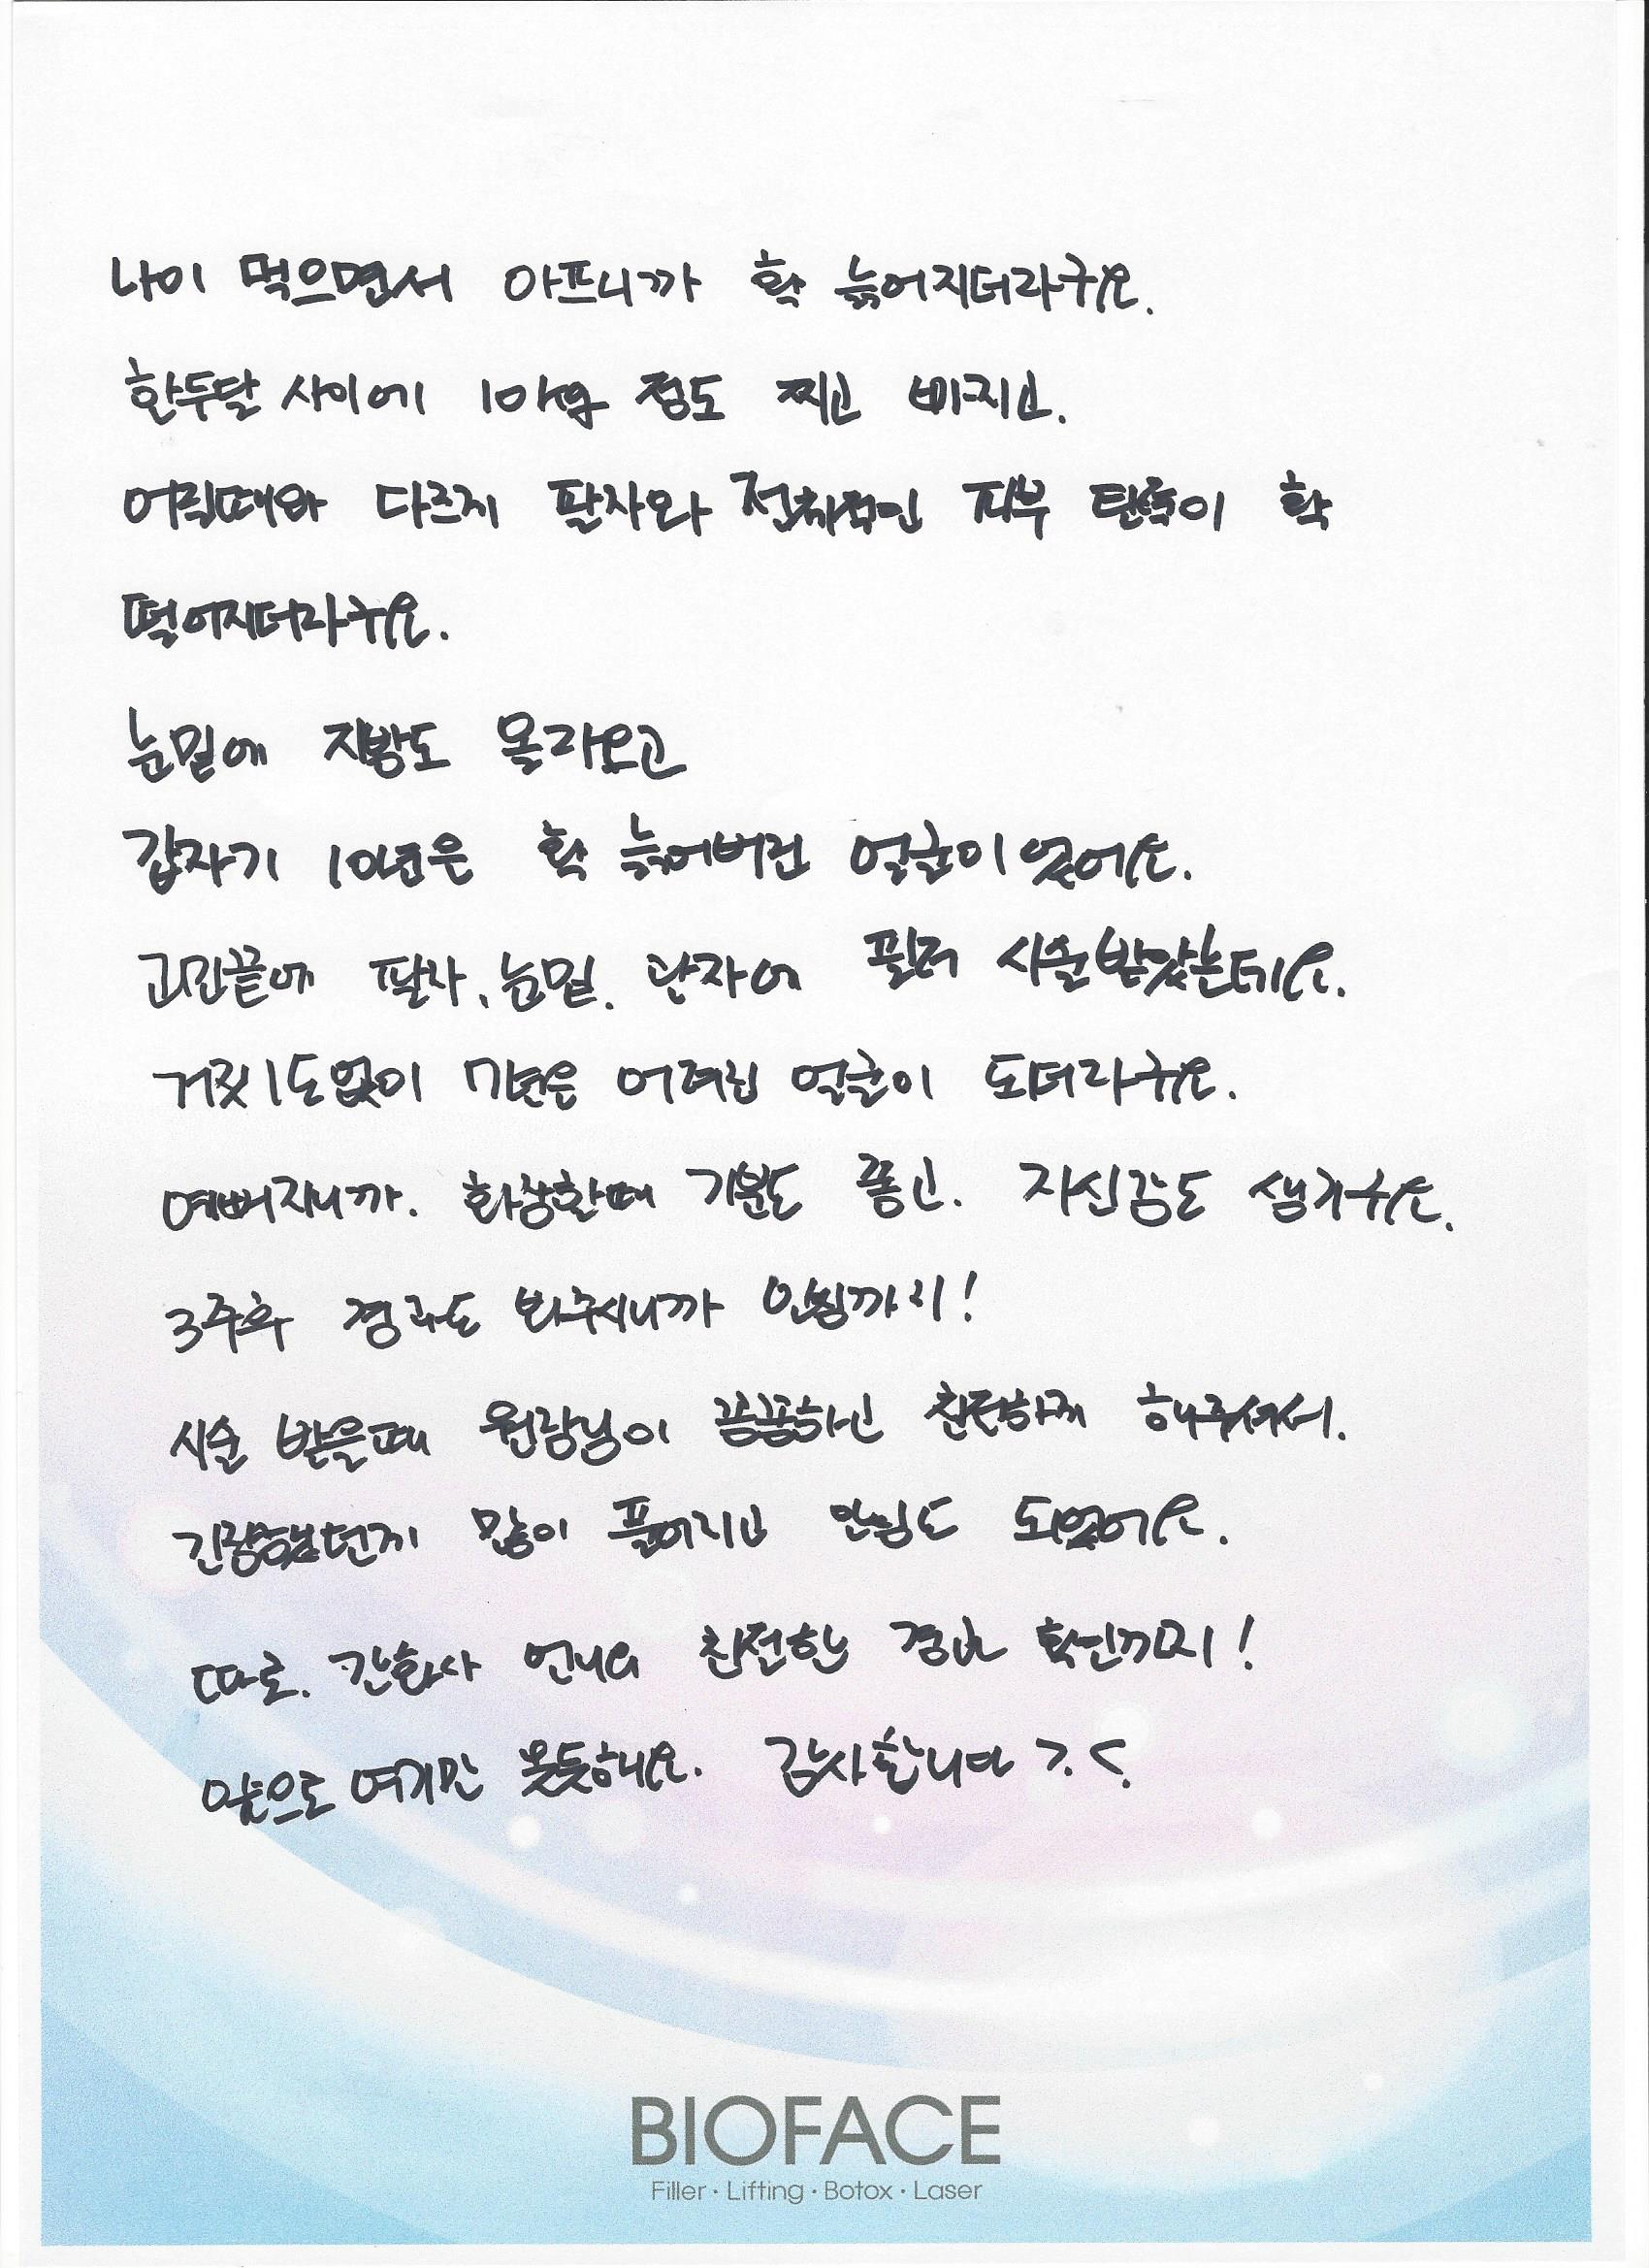 나이 먹으면서 아프니까 확 늙어지더라구요.
한두달 사이에 10kg 정도 찌고 빠지고.
어릴때와 다르게 팔자와 전체적인 피부 탄력이 확
떨어지더라구요.
눈밑에 지방도 올라오고
갑자기 10년은 확 늙어버린 얼굴이었어요.
고민끝에 팔자, 눈밑, 관자에 필러 시술받았는데요.
거짓1도없이 7년은 어려진 얼굴이 되더라구요.
예뻐지니까. 화장할때 기분도 좋고. 자신감도 생기구요.
3주후 경과도 봐주시니까 안심까지!
시술 받을때 원장님이 꼼꼼하고 친절하게 해주셔서.
긴장했던게 많이 풀어지고 안심도 되었어요.
따로. 간호사 언니의 친절한 경과 확인까지!
앞으로 여기만 올듯해요. 감사합니다 >.<
BIOFACE
Filler · Lifting · Botox · Laser